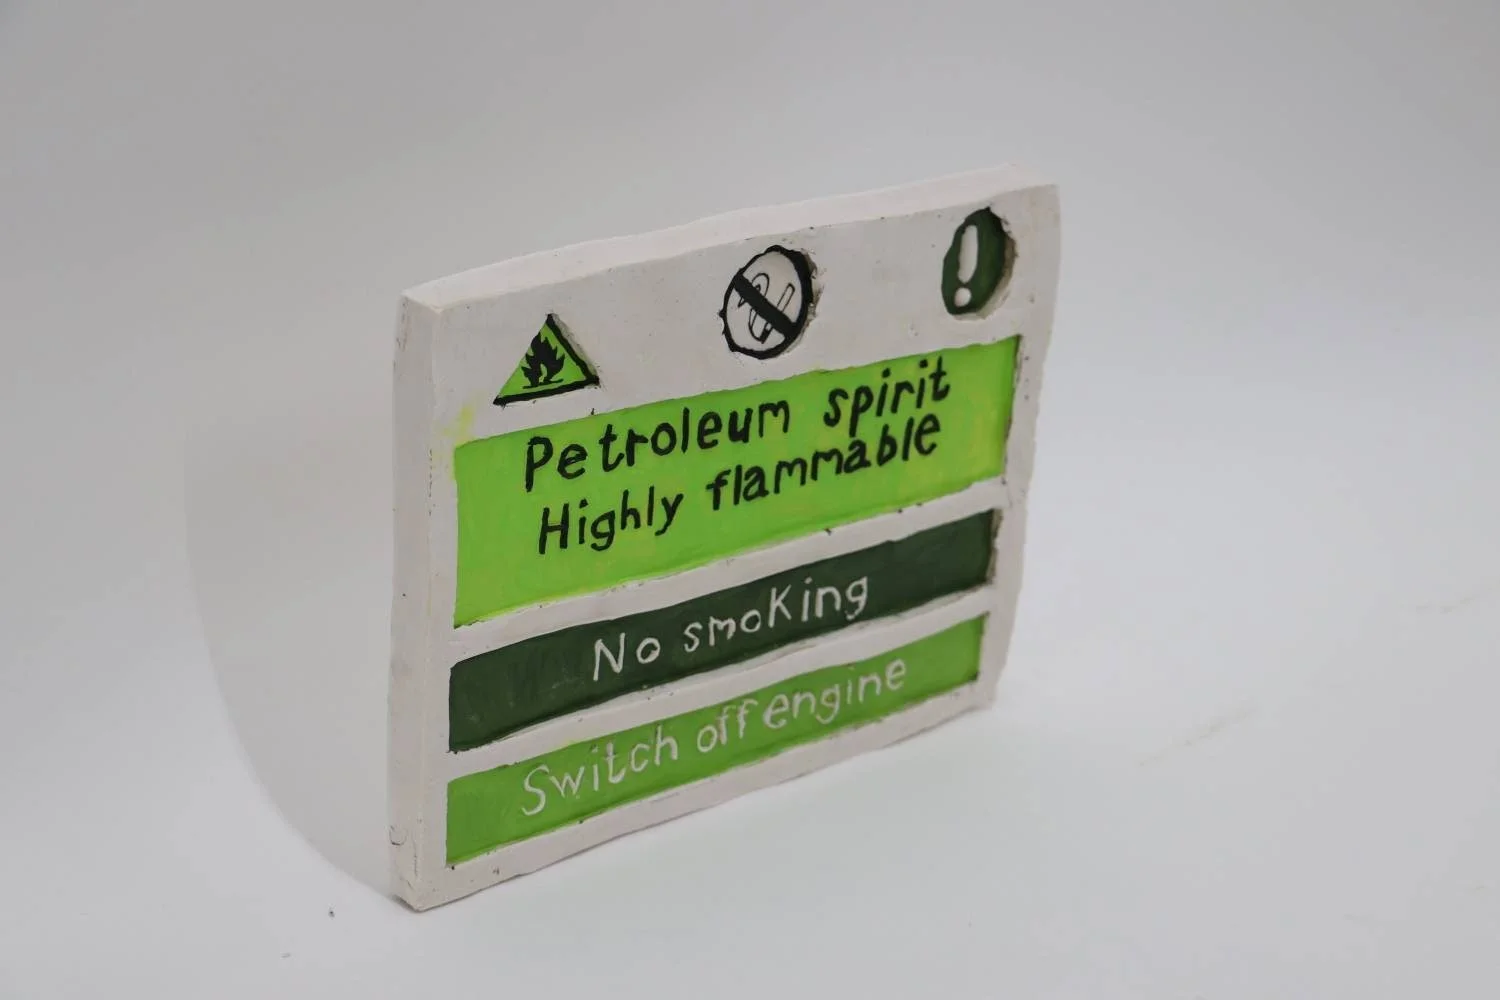 Petroleum spirit
Highly flammable
No smoking
Switch off engine